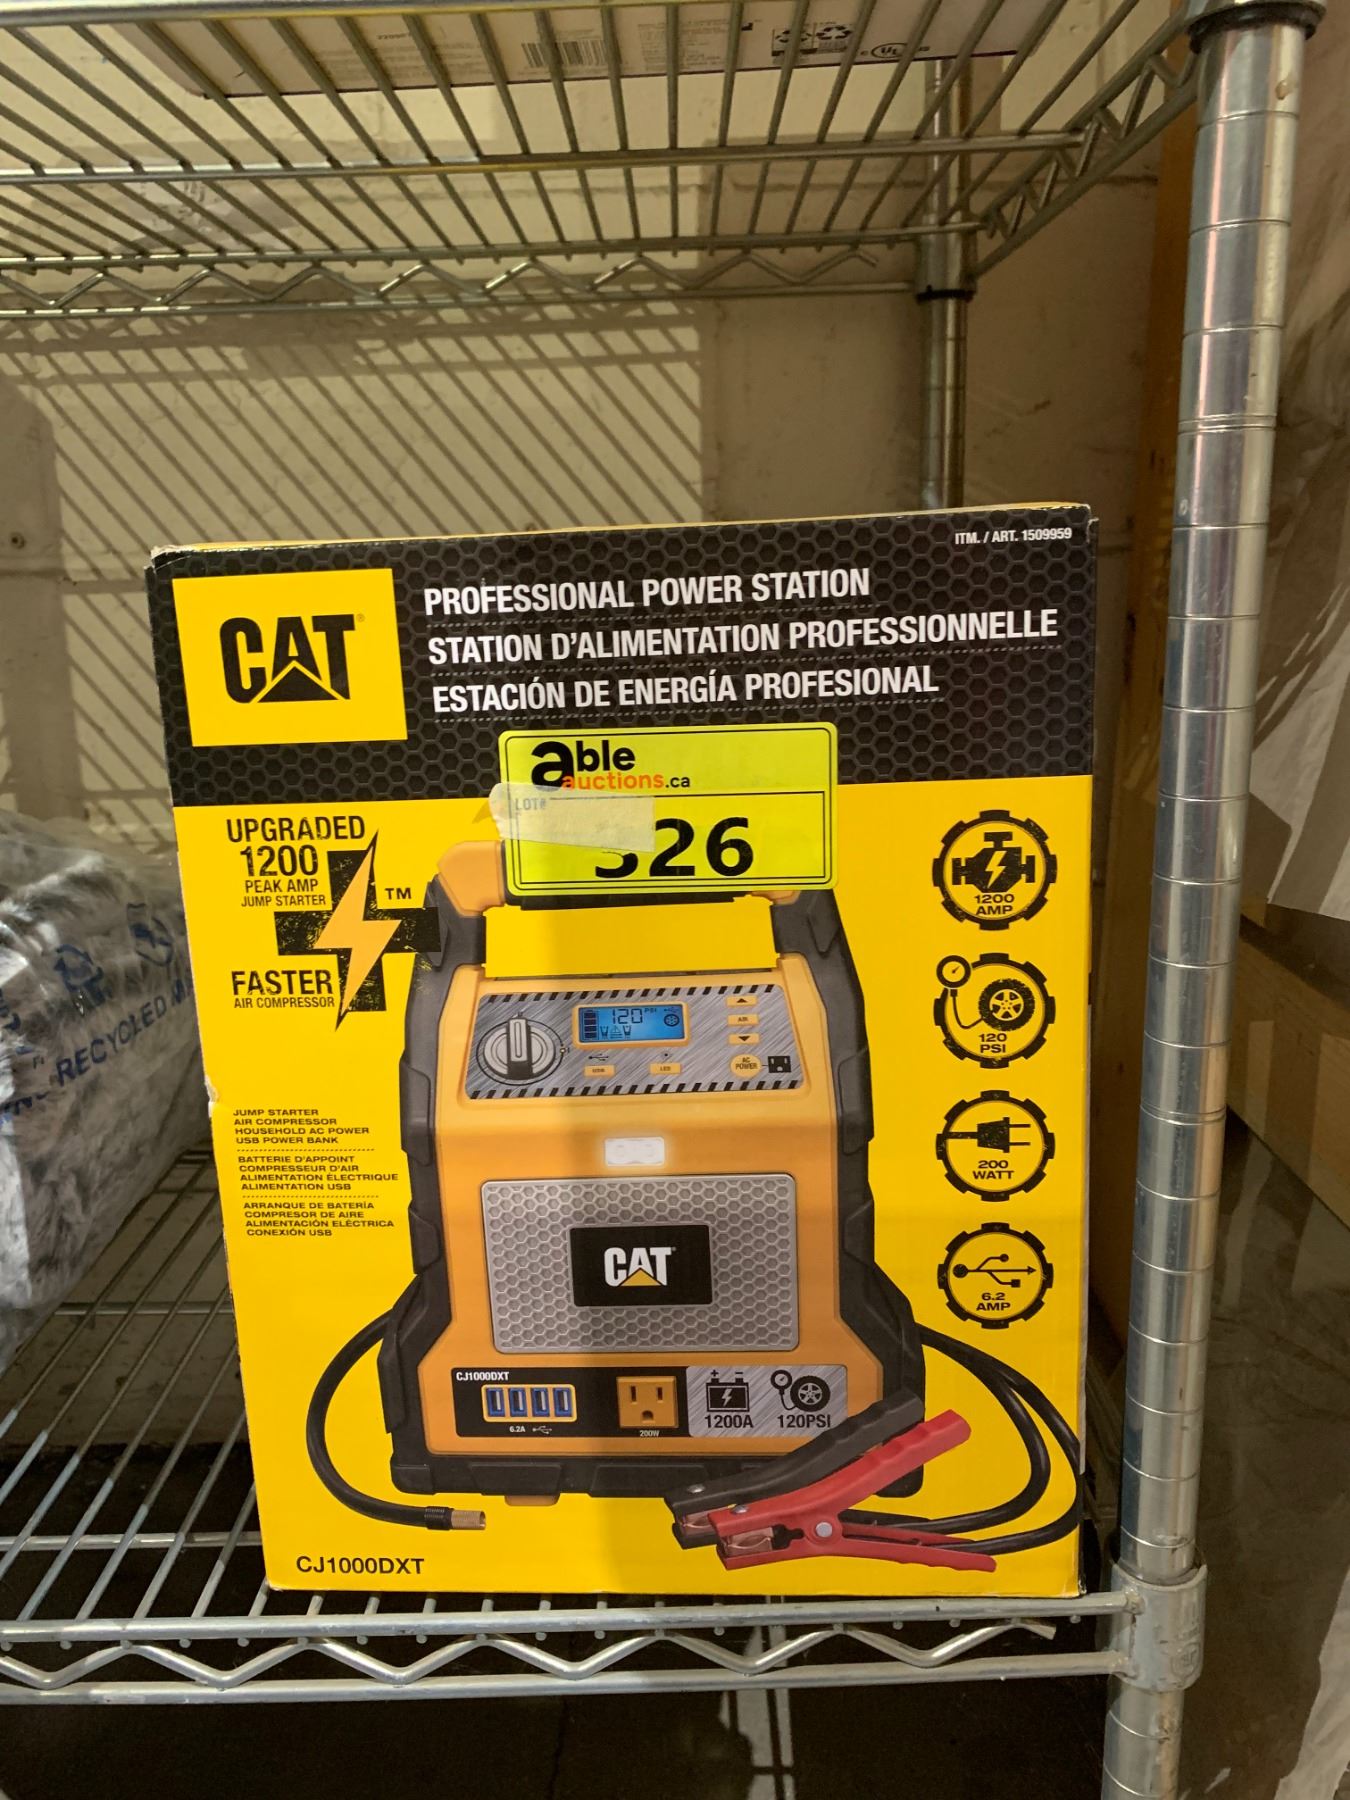 ITM. / ART. 1509959
CAT
PROFESSIONAL POWER STATION
STATION D'ALIMENTATION PROFESSIONNELLE
ESTACIÓN DE ENERGÍA PROFESIONAL
able
auctions.ca
LOT#
26
UPGRADED
1200
PEAK AMP
JUMP STARTER
TM
FASTER
AIR COMPRESSOR
1200
AMP
120
PSI
200
WATT
6.2
AMP
120 PSI
AIR
USB
LED
AC
POWER
JUMP STARTER
AIR COMPRESSOR
HOUSEHOLD AC POWER
USB POWER BANK
BATTERIE D'APPOINT
COMPRESSEUR D'AIR
ALIMENTATION ÉLECTRIQUE
ALIMENTATION USB
ARRANQUE DE BATERÍA
COMPRESOR DE AIRE
ALIMENTACIÓN ELÉCTRICA
CONEXIÓN USB
CAT
CJ1000DXT
6.2A
200W
1200A
120PSI
CJ1000DXT
RECYCLED